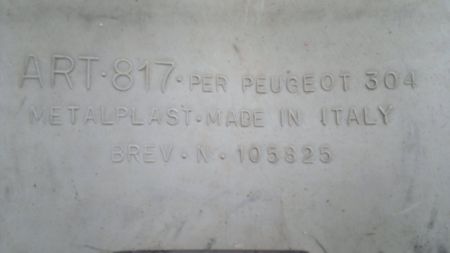 ART·817·PER PEUGEOT 304
METALPLAST·MADE IN ITALY
BREV·N·105825